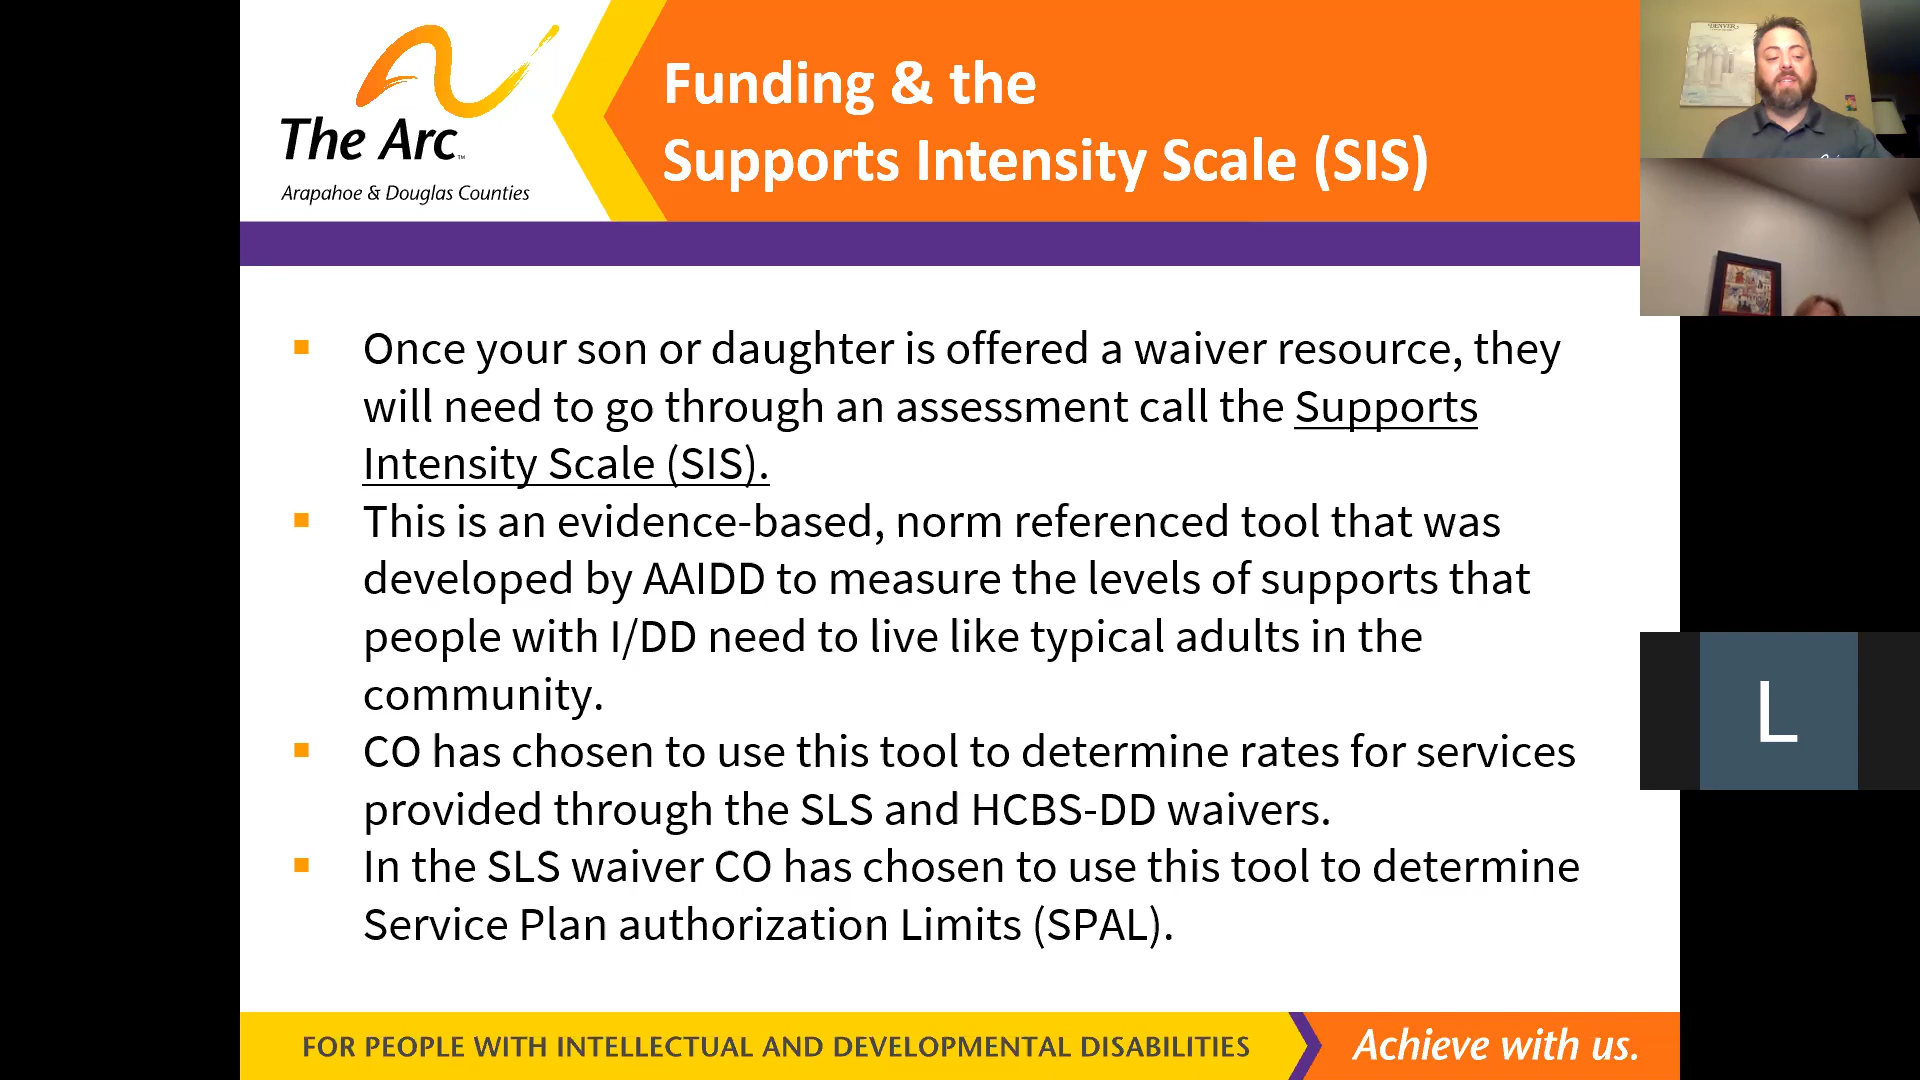 The Arc™
Arapahoe & Douglas Counties
Funding & the
Supports Intensity Scale (SIS)
Once your son or daughter is offered a waiver resource, they
will need to go through an assessment call the Supports
Intensity Scale (SIS).
This is an evidence-based, norm referenced tool that was
developed by AAIDD to measure the levels of supports that
people with I/DD need to live like typical adults in the
community.
CO has chosen to use this tool to determine rates for services
provided through the SLS and HCBS-DD waivers.
In the SLS waiver CO has chosen to use this tool to determine
Service Plan authorization Limits (SPAL).
FOR PEOPLE WITH INTELLECTUAL AND DEVELOPMENTAL DISABILITIES
Achieve with us.
DENVER
L